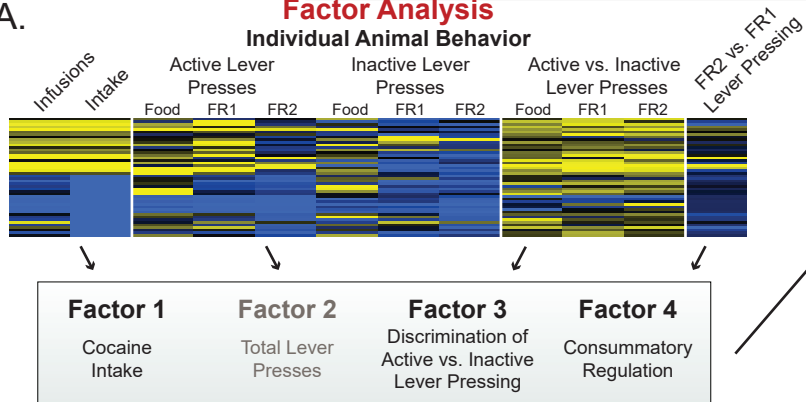 A.
Factor Analysis
Individual Animal Behavior
Infusions
Intake
Active Lever
Presses
Inactive Lever
Presses
Active vs. Inactive
Lever Presses
FR2 vs. FR1
Lever Pressing
Food FR1 FR2 Food FR1 FR2 Food FR1 FR2
Factor 1
Cocaine
Intake
Factor 2
Total Lever
Presses
Factor 3
Discrimination of
Active vs. Inactive
Lever Pressing
Factor 4
Consummatory
Regulation